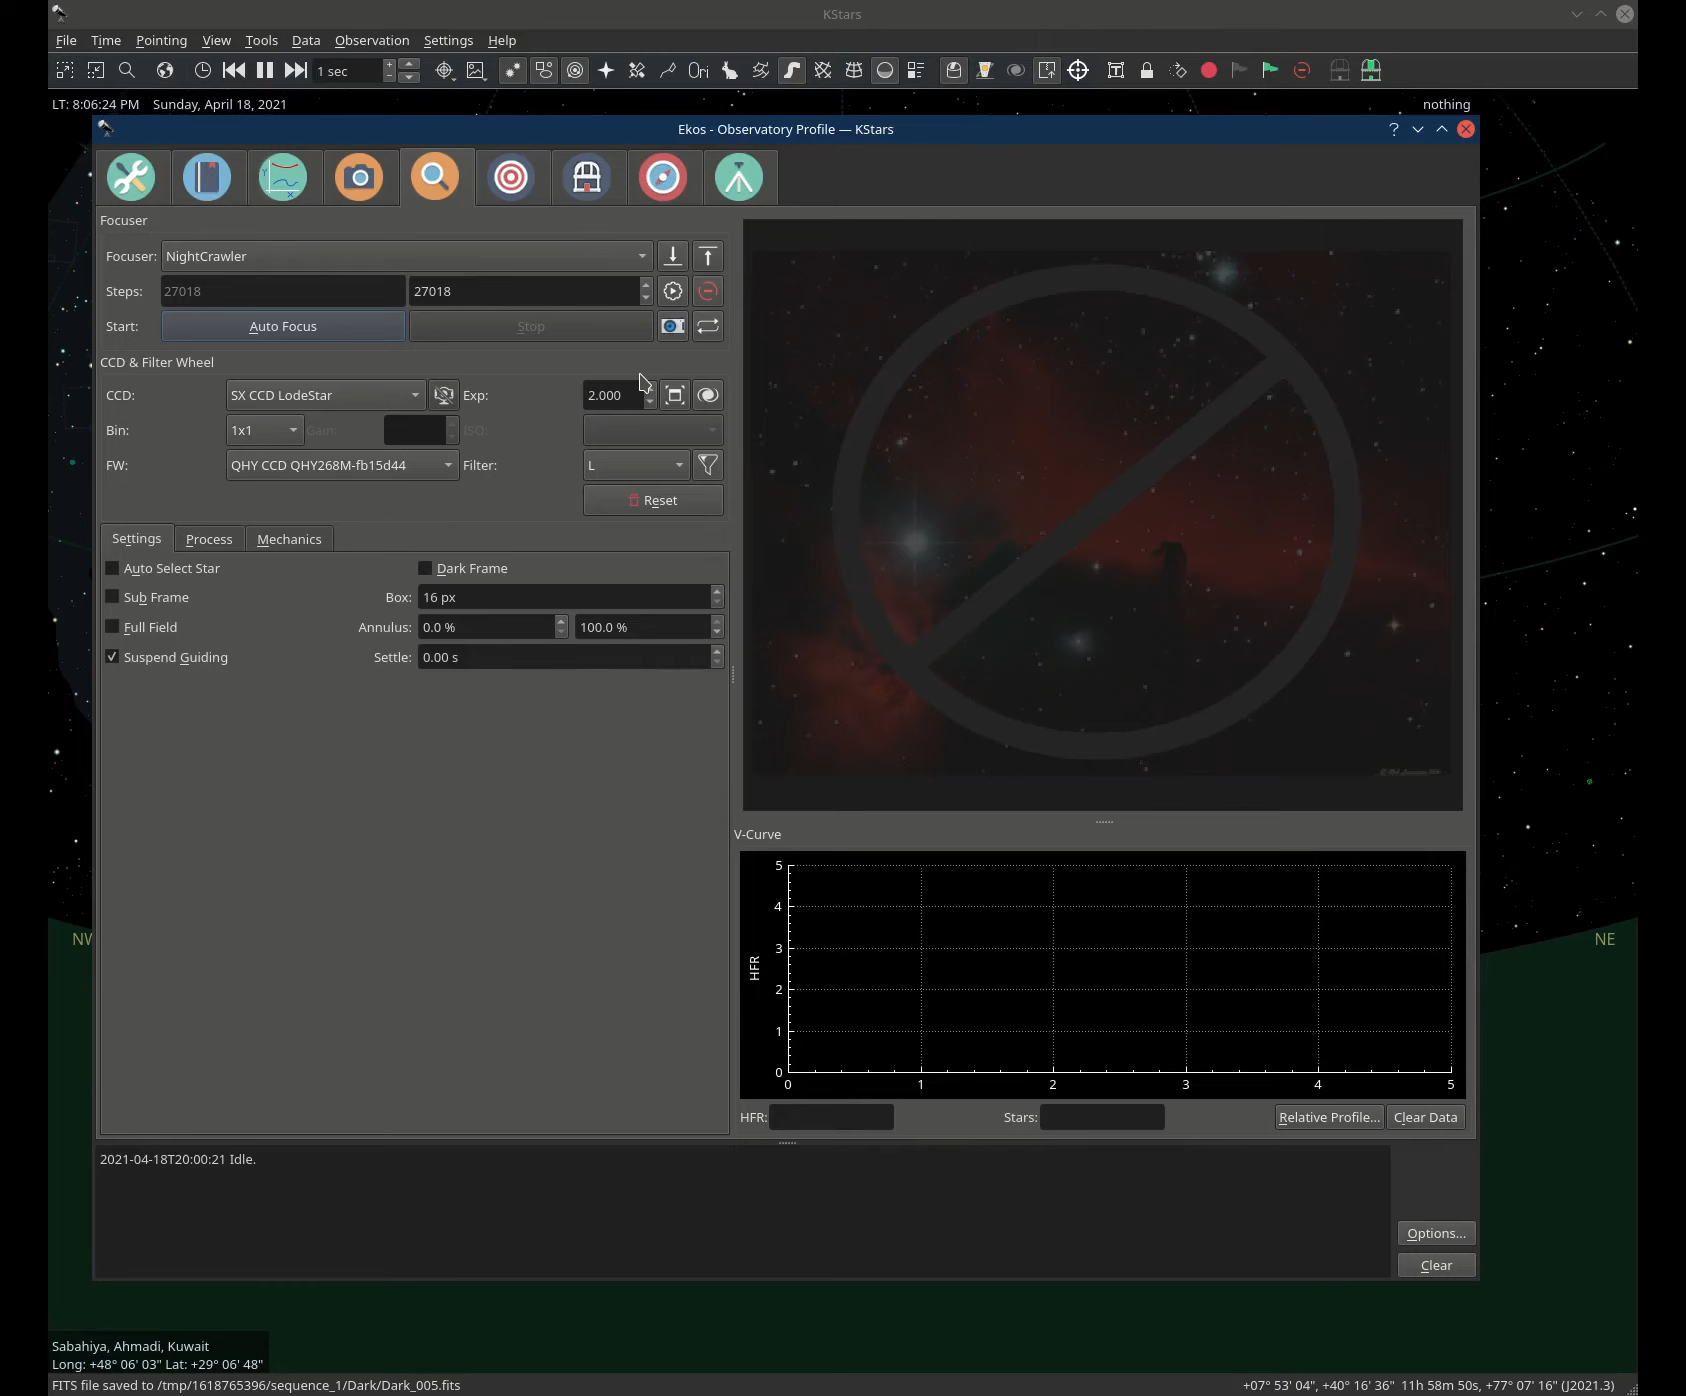 KStars
File Time Pointing View Tools Data Observation Settings Help
1 sec
Ori
LT: 8:06:24 PM Sunday, April 18, 2021
nothing
Ekos - Observatory Profile — KStars
Focuser
Focuser: NightCrawler
Steps: 27018 27018
Start: Auto Focus Stop
CCD & Filter Wheel
CCD: SX CCD LodeStar Exp: 2.000
Bin: 1x1 Gain: ISO:
FW: QHY CCD QHY268M-fb15d44 Filter: L
Reset
Settings Process Mechanics
Auto Select Star Dark Frame
Sub Frame Box: 16 px
Full Field Annulus: 0.0 % 100.0 %
Suspend Guiding Settle: 0.00 s
V-Curve
5
4
3
2
1
0
HFR
0 1 2 3 4 5
HFR: Stars: Relative Profile... Clear Data
2021-04-18T20:00:21 Idle.
Options...
Clear
NW
NE
Sabahiya, Ahmadi, Kuwait
Long: +48° 06' 03" Lat: +29° 06' 48"
FITS file saved to /tmp/1618765396/sequence_1/Dark/Dark_005.fits
+07° 53' 04", +40° 16' 36" 11h 58m 50s, +77° 07' 16" (J2021.3)